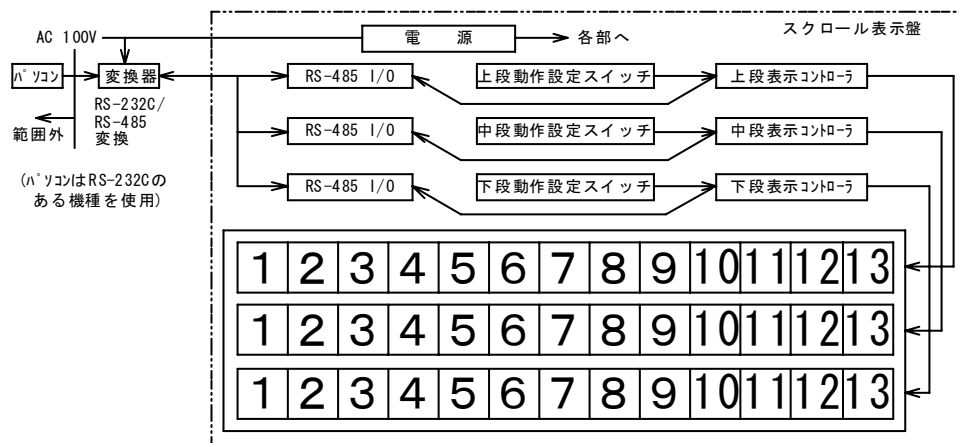 スクロール表示盤
AC 100V
電 源
各部へ
ﾊﾟｿｺﾝ
変換器
RS-485 I/O
上段動作設定スイッチ
上段表示ｺﾝﾄﾛｰﾗ
RS-232C/
RS-485
変換
範囲外
RS-485 I/O
中段動作設定スイッチ
中段表示ｺﾝﾄﾛｰﾗ
(ﾊﾟｿｺﾝはRS-232Cの
ある機種を使用)
RS-485 I/O
下段動作設定スイッチ
下段表示ｺﾝﾄﾛｰﾗ
1 2 3 4 5 6 7 8 9 10 11 12 13
1 2 3 4 5 6 7 8 9 10 11 12 13
1 2 3 4 5 6 7 8 9 10 11 12 13